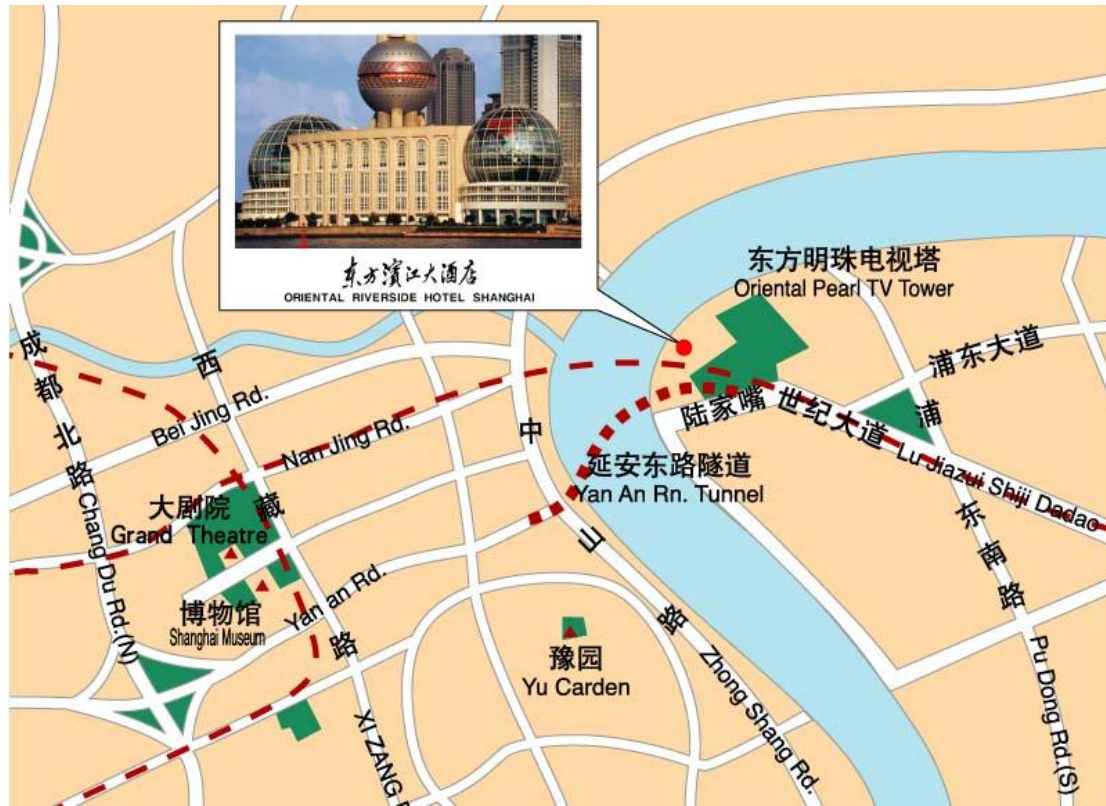 东方滨江大酒店
ORIENTAL RIVERSIDE HOTEL SHANGHAI
东方明珠电视塔
Oriental Pearl TV Tower
浦东大道
成都北路
Chang Du Rd.(N)
西藏路
XI ZANG
Bei Jing Rd.
Nan Jing Rd.
中山路
Zhong Shang Rd.
陆家嘴 世纪大道
Lu Jiazui Shiji Dadao
浦东南路
Pu Dong Rd.(S)
延安东路隧道
Yan An Rn. Tunnel
大剧院
Grand Theatre
博物馆
Shanghai Museum
Yan an Rd.
豫园
Yu Carden